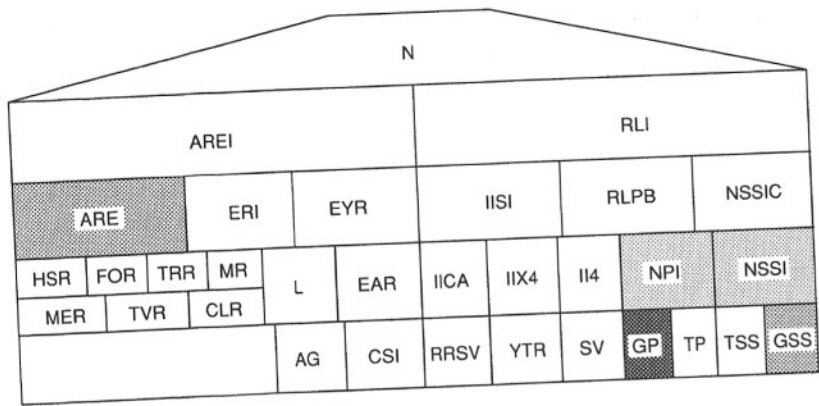 N
AREI RLI
ARE ERI EYR IISI RLPB NSSIC
HSR FOR TRR MR L EAR IICA IIX4 II4 NPI NSSI
MER TVR CLR
AG CSI RRSV YTR SV GP TP TSS GSS